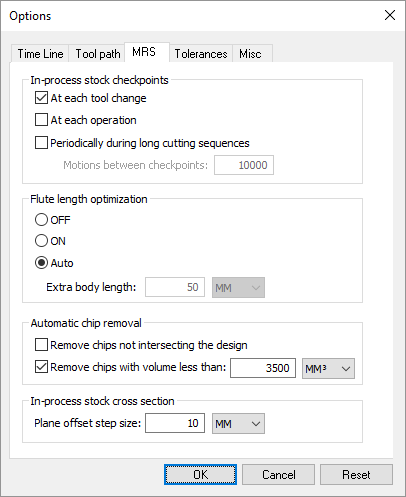 Options
Time Line Tool path MRS Tolerances Misc
In-process stock checkpoints
At each tool change
At each operation
Periodically during long cutting sequences
Motions between checkpoints: 10000
Flute length optimization
OFF
ON
Auto
Extra body length: 50 MM
Automatic chip removal
Remove chips not intersecting the design
Remove chips with volume less than: 3500 MM³
In-process stock cross section
Plane offset step size: 10 MM
OK Cancel Reset